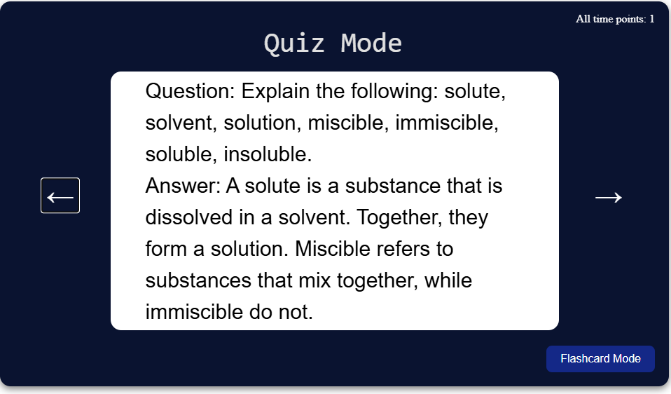 All time points: 1
Quiz Mode
Question: Explain the following: solute,
solvent, solution, miscible, immiscible,
soluble, insoluble.
Answer: A solute is a substance that is
dissolved in a solvent. Together, they
form a solution. Miscible refers to
substances that mix together, while
immiscible do not.
←
→
Flashcard Mode